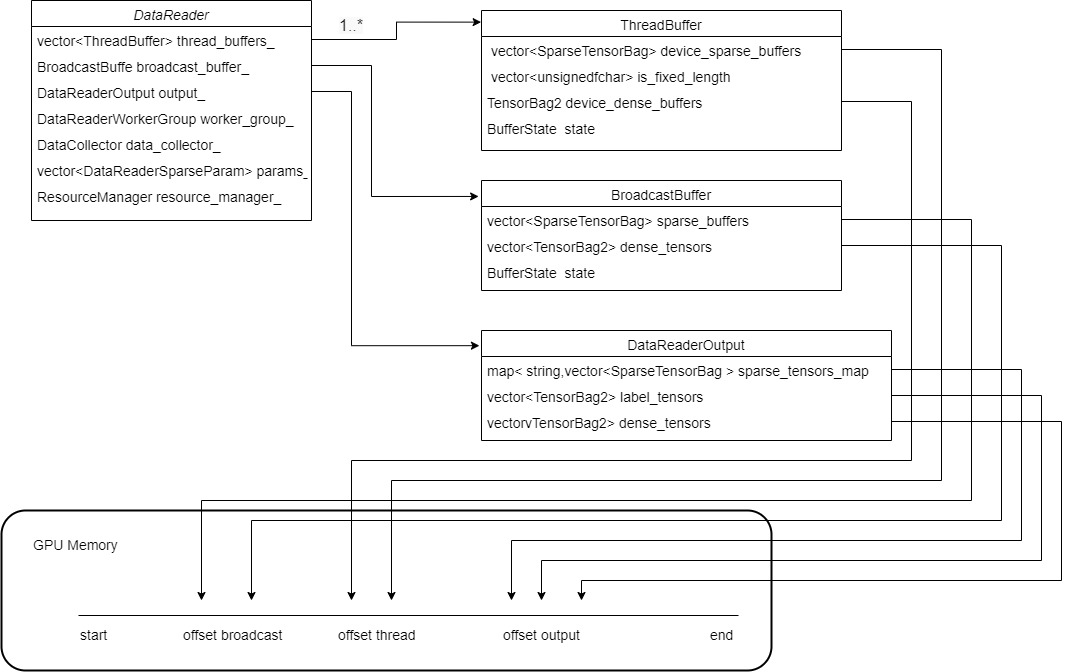 DataReader
vector<ThreadBuffer> thread_buffers_
BroadcastBuffe broadcast_buffer_
DataReaderOutput output_
DataReaderWorkerGroup worker_group_
DataCollector data_collector_
vector<DataReaderSparseParam> params_
ResourceManager resource_manager_
1..*
ThreadBuffer
vector<SparseTensorBag> device_sparse_buffers
vector<unsignedfchar> is_fixed_length
TensorBag2 device_dense_buffers
BufferState state
BroadcastBuffer
vector<SparseTensorBag> sparse_buffers
vector<TensorBag2> dense_tensors
BufferState state
DataReaderOutput
map< string,vector<SparseTensorBag > sparse_tensors_map
vector<TensorBag2> label_tensors
vectorvTensorBag2> dense_tensors
GPU Memory
start
offset broadcast
offset thread
offset output
end